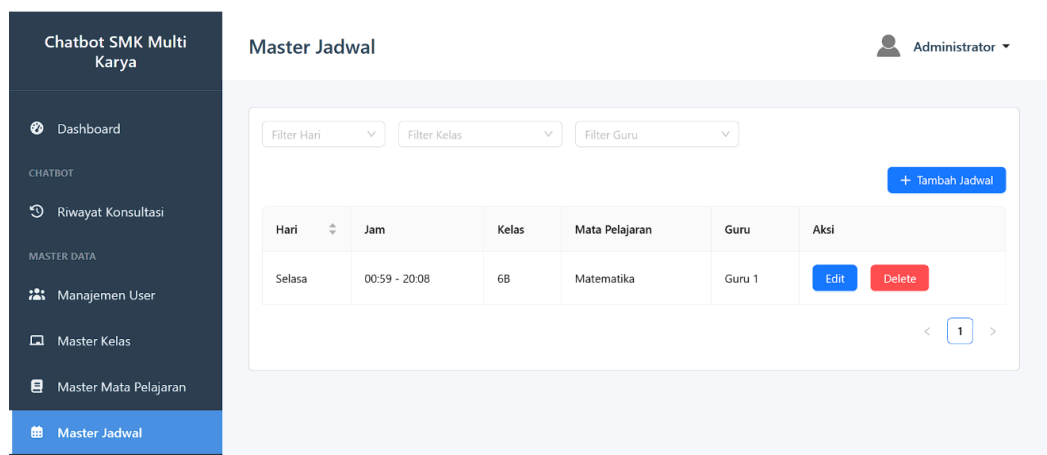 Chatbot SMK Multi
Karya
Master Jadwal
Administrator
Dashboard
CHATBOT
Riwayat Konsultasi
MASTER DATA
Manajemen User
Master Kelas
Master Mata Pelajaran
Master Jadwal
Filter Hari
Filter Kelas
Filter Guru
+ Tambah Jadwal
Hari Jam Kelas Mata Pelajaran Guru Aksi
Selasa 00:59 - 20:08 6B Matematika Guru 1 Edit Delete
< 1 >